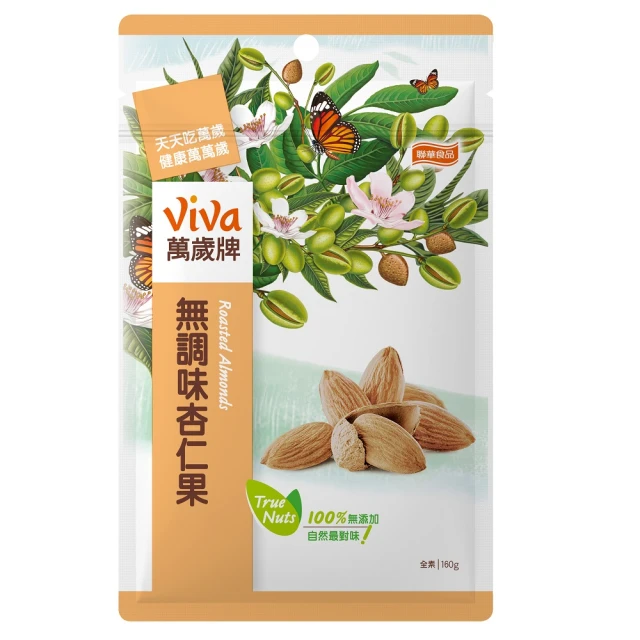 天天吃萬歲
健康萬萬歲
聯華食品
ViVa
萬歲牌
Roasted Almonds
無調味杏仁果
True
Nuts
100%無添加
自然最對味!
全素|160g